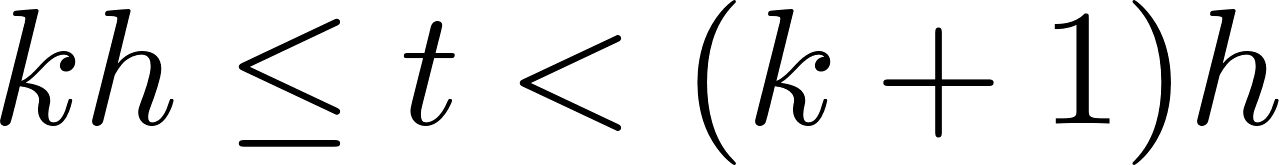 kh ≤ t < (k + 1)h